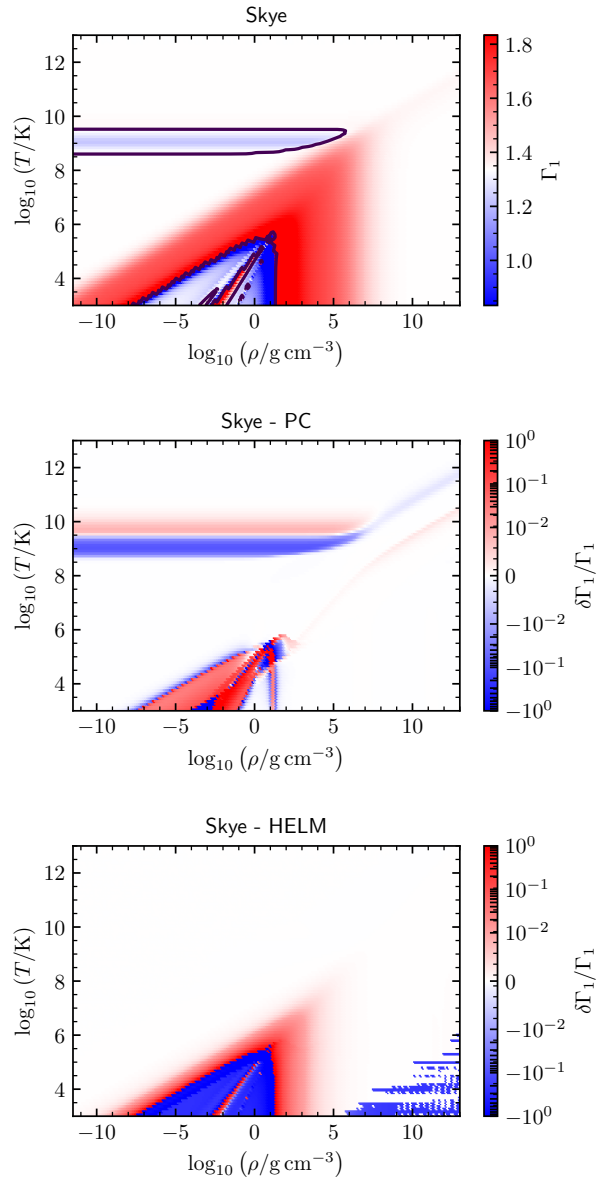 Skye
12
10
8
6
4
log₁₀ (T/K)
−10 −5 0 5 10
log₁₀ (ρ/g cm⁻³)
1.8
1.6
1.4
1.2
1.0
Γ₁
Skye - PC
12
10
8
6
4
log₁₀ (T/K)
−10 −5 0 5 10
log₁₀ (ρ/g cm⁻³)
10⁰
10⁻¹
10⁻²
0
−10⁻²
−10⁻¹
−10⁰
δΓ₁/Γ₁
Skye - HELM
12
10
8
6
4
log₁₀ (T/K)
−10 −5 0 5 10
log₁₀ (ρ/g cm⁻³)
10⁰
10⁻¹
10⁻²
0
−10⁻²
−10⁻¹
−10⁰
δΓ₁/Γ₁